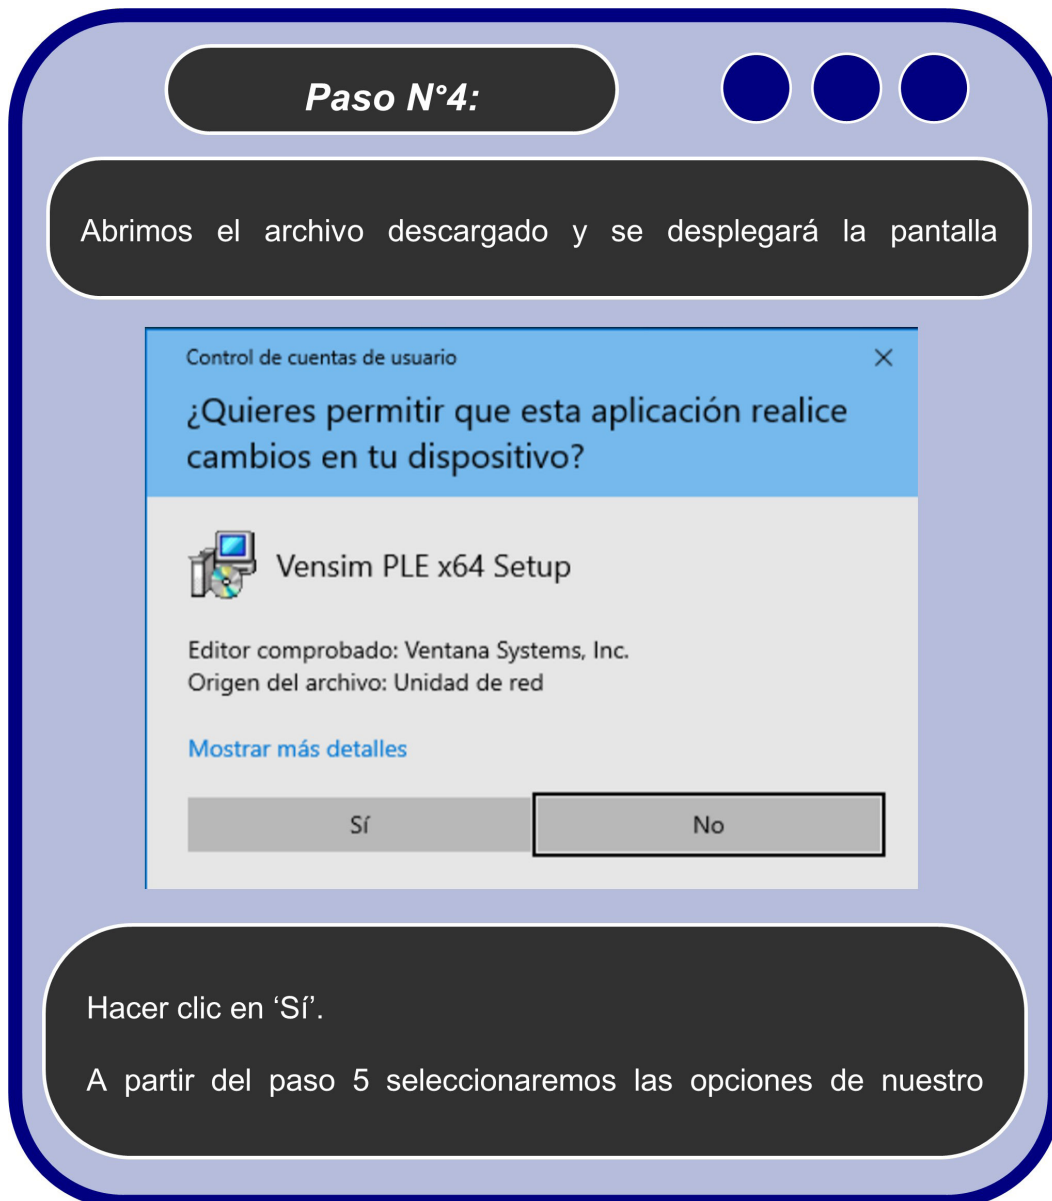 Paso N°4:
Abrimos el archivo descargado y se desplegará la pantalla
Control de cuentas de usuario
¿Quieres permitir que esta aplicación realice
cambios en tu dispositivo?
Vensim PLE x64 Setup
Editor comprobado: Ventana Systems, Inc.
Origen del archivo: Unidad de red
Mostrar más detalles
Sí
No
Hacer clic en ‘Sí’.
A partir del paso 5 seleccionaremos las opciones de nuestro